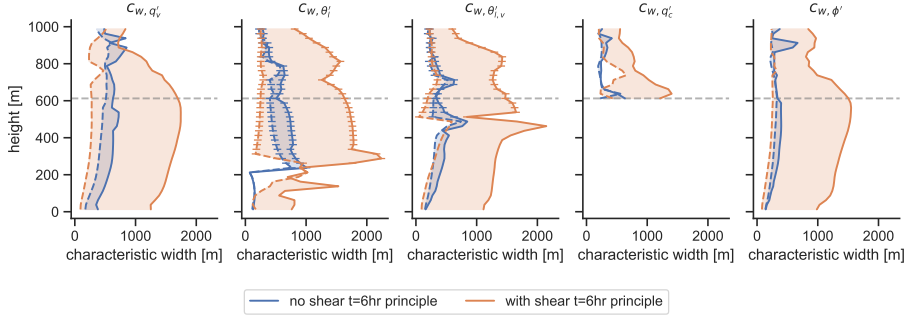 C_{w, q'_v} C_{w, θ'_l} C_{w, θ'_{l, v}} C_{w, q'_c} C_{w, ϕ'}
1000
800
600
400
200
0
height [m]
0 1000 2000 0 1000 2000 0 1000 2000 0 1000 2000 0 1000 2000
characteristic width [m] characteristic width [m] characteristic width [m] characteristic width [m] characteristic width [m]
no shear t=6hr principle with shear t=6hr principle